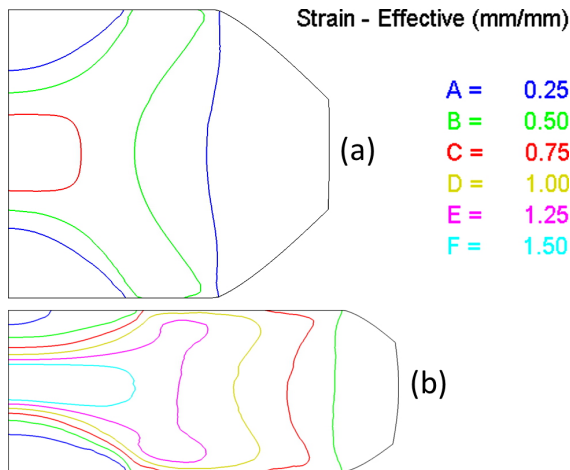 Strain - Effective (mm/mm)
A = 0.25
B = 0.50
C = 0.75
D = 1.00
E = 1.25
F = 1.50
(a)
(b)